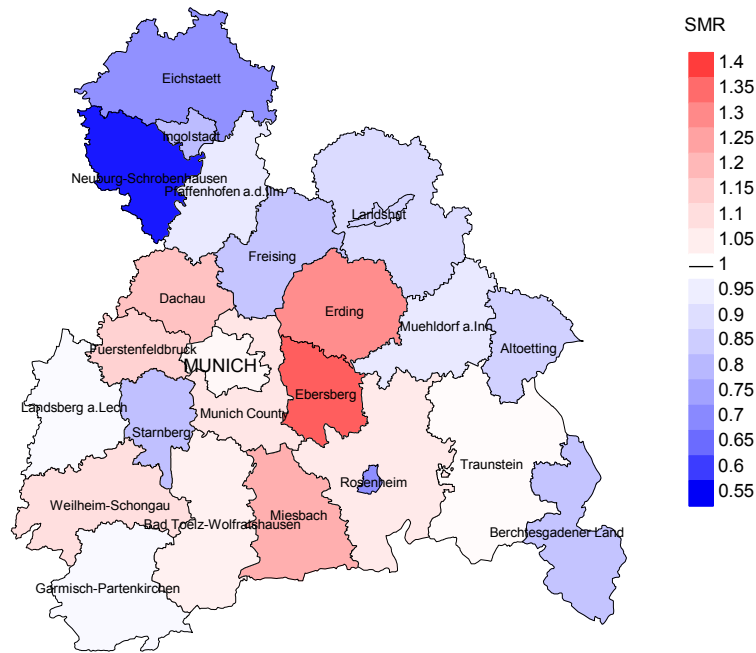 SMR
1.4
1.35
1.3
1.25
1.2
1.15
1.1
1.05
1
0.95
0.9
0.85
0.8
0.75
0.7
0.65
0.6
0.55
Eichstaett
Ingolstadt
Neuburg-Schrobenhausen
Pfaffenhofen a.d.Ilm
Landshut
Freising
Dachau
Erding
Muehldorf a.Inn
Altoetting
Fuerstenfeldbruck
MUNICH
Ebersberg
Landsberg a.Lech
Munich County
Starnberg
Traunstein
Rosenheim
Weilheim-Schongau
Miesbach
Bad Toelz-Wolfratshausen
Berchtesgadener Land
Garmisch-Partenkirchen